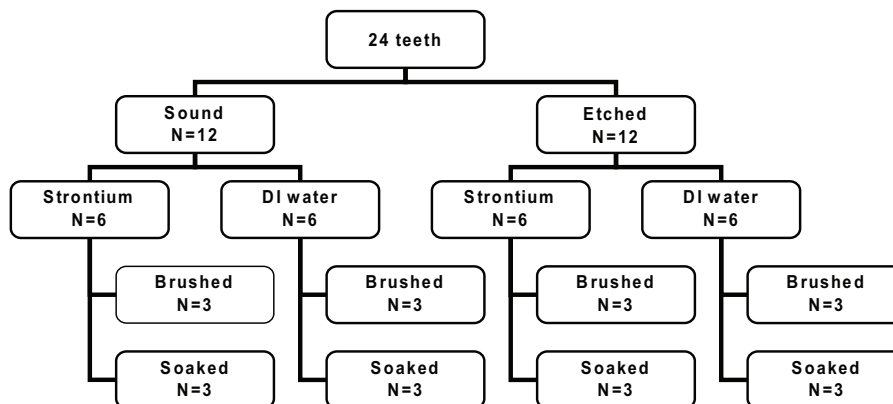 24 teeth
Sound
N=12
Etched
N=12
Strontium
N=6
DI water
N=6
Strontium
N=6
DI water
N=6
Brushed
N=3
Brushed
N=3
Brushed
N=3
Brushed
N=3
Soaked
N=3
Soaked
N=3
Soaked
N=3
Soaked
N=3